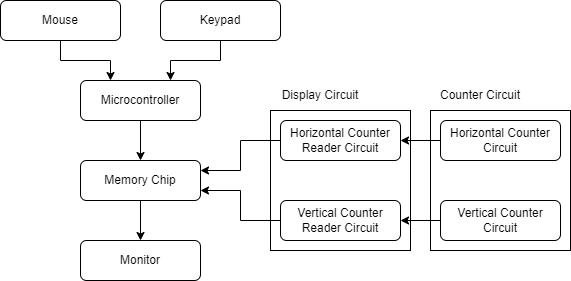 Mouse
Keypad
Microcontroller
Display Circuit
Counter Circuit
Horizontal Counter
Reader Circuit
Horizontal Counter
Circuit
Memory Chip
Vertical Counter
Reader Circuit
Vertical Counter
Circuit
Monitor